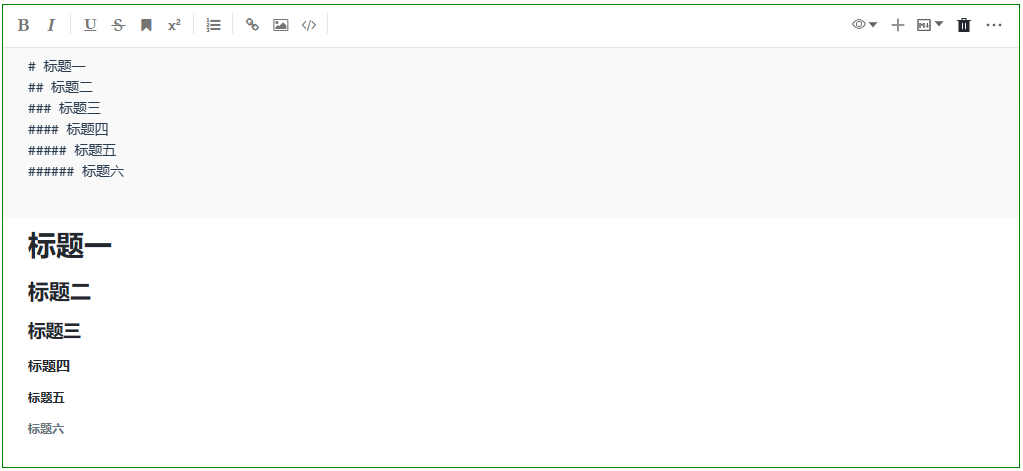 B I U S x²
# 标题一
## 标题二
### 标题三
#### 标题四
##### 标题五
###### 标题六
标题一
标题二
标题三
标题四
标题五
标题六